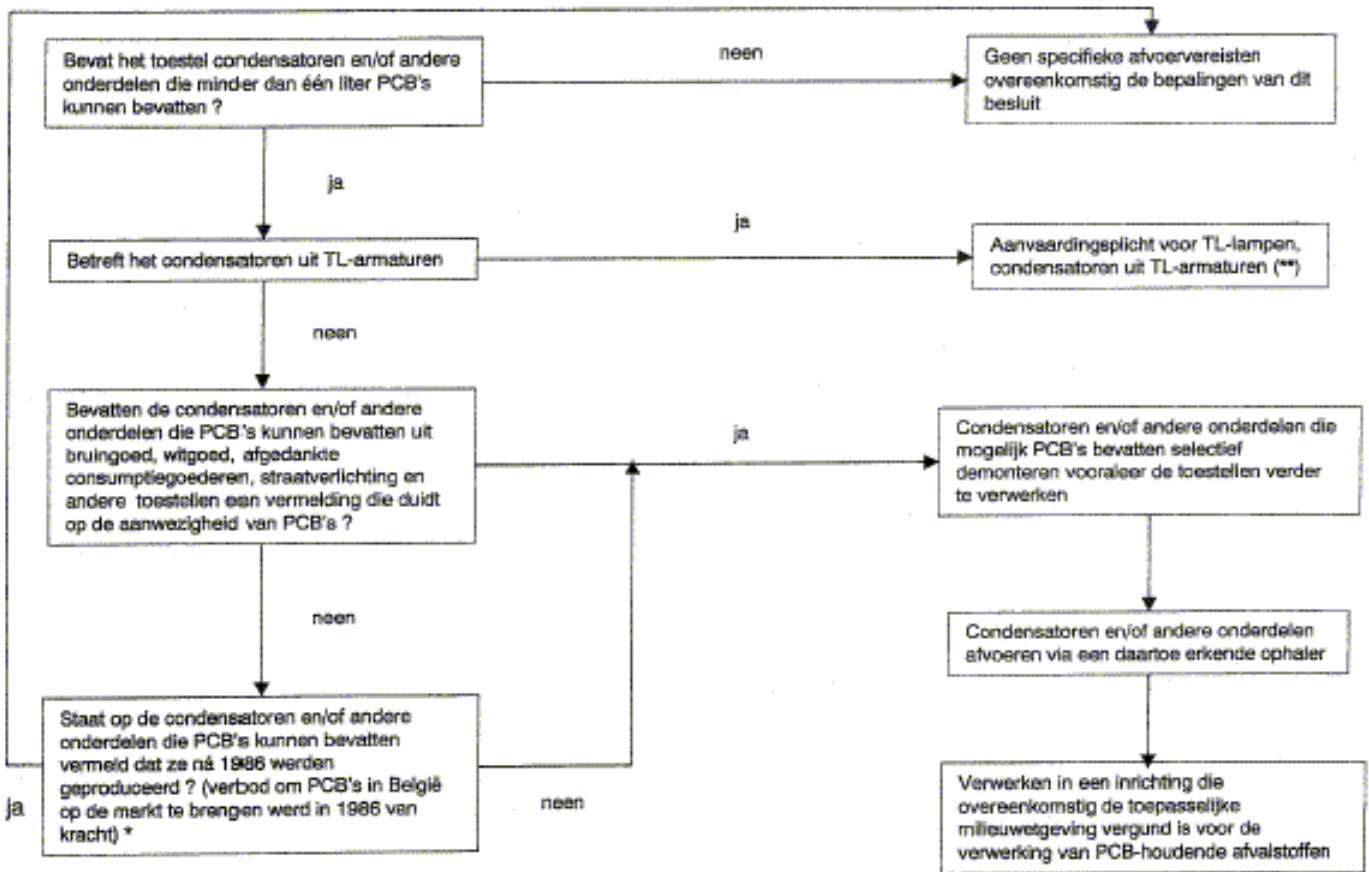 Bevat het toestel condensatoren en/of andere
onderdelen die minder dan één liter PCB's
kunnen bevatten ?
neen
Geen specifieke afvoervereisten
overeenkomstig de bepalingen van dit
besluit
ja
Betreft het condensatoren uit TL-armaturen
ja
Aanvaardingsplicht voor TL-lampen,
condensatoren uit TL-armaturen (**)
neen
Bevatten de condensatoren en/of andere
onderdelen die PCB's kunnen bevatten uit
bruingoed, witgoed, afgedankte
consumptiegoederen, straatverlichting en
andere toestellen een vermelding die duidt
op de aanwezigheid van PCB's ?
ja
Condensatoren en/of andere onderdelen die
mogelijk PCB's bevatten selectief
demonteren vooraleer de toestellen verder
te verwerken
neen
Condensatoren en/of andere onderdelen
afvoeren via een daartoe erkende ophaler
Staat op de condensatoren en/of andere
onderdelen die PCB's kunnen bevatten
vermeld dat ze ná 1986 werden
geproduceerd ? (verbod om PCB's in België
op de markt te brengen werd in 1986 van
kracht) *
ja
neen
Verwerken in een inrichting die
overeenkomstig de toepasselijke
milieuwetgeving vergund is voor de
verwerking van PCB-houdende afvalstoffen